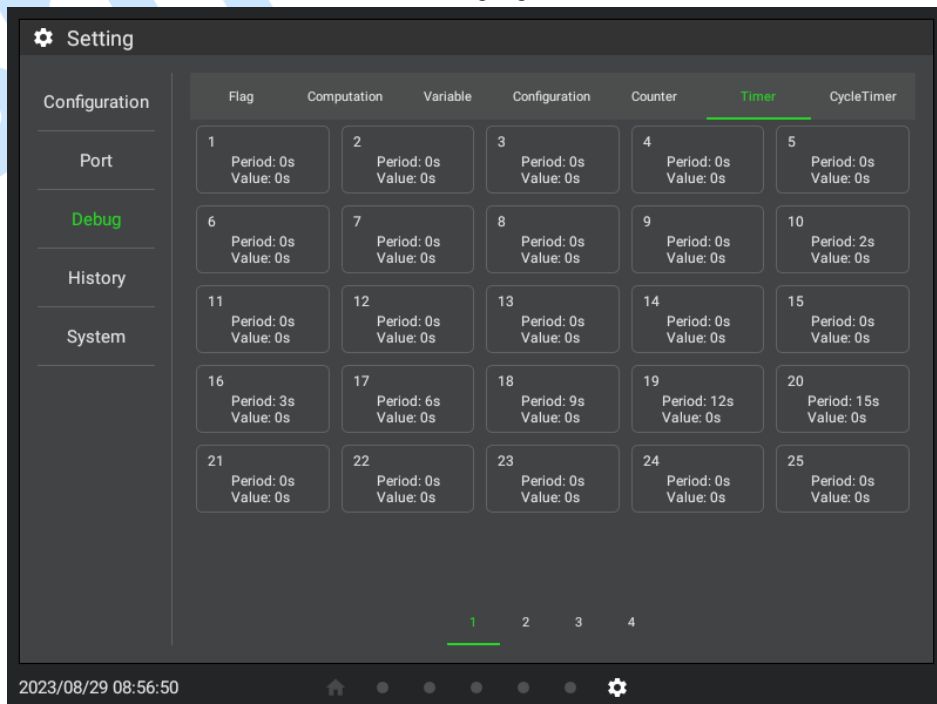 Setting
Configuration
Port
Debug
History
System
Flag Computation Variable Configuration Counter Timer CycleTimer
1 2 3 4 5
Period: 0s Period: 0s Period: 0s Period: 0s Period: 0s
Value: 0s Value: 0s Value: 0s Value: 0s Value: 0s
6 7 8 9 10
Period: 0s Period: 0s Period: 0s Period: 0s Period: 2s
Value: 0s Value: 0s Value: 0s Value: 0s Value: 0s
11 12 13 14 15
Period: 0s Period: 0s Period: 0s Period: 0s Period: 0s
Value: 0s Value: 0s Value: 0s Value: 0s Value: 0s
16 17 18 19 20
Period: 3s Period: 6s Period: 9s Period: 12s Period: 15s
Value: 0s Value: 0s Value: 0s Value: 0s Value: 0s
21 22 23 24 25
Period: 0s Period: 0s Period: 0s Period: 0s Period: 0s
Value: 0s Value: 0s Value: 0s Value: 0s Value: 0s
1 2 3 4
2023/08/29 08:56:50